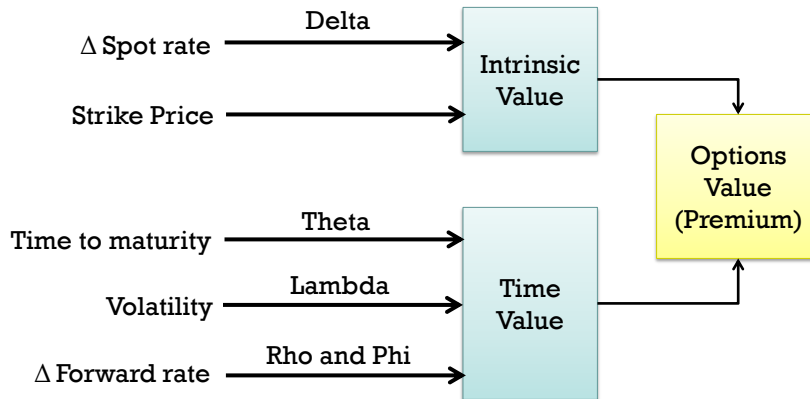 Delta
Δ Spot rate
Intrinsic
Value
Strike Price
Options
Value
(Premium)
Theta
Time to maturity
Lambda
Volatility
Time
Value
Rho and Phi
Δ Forward rate